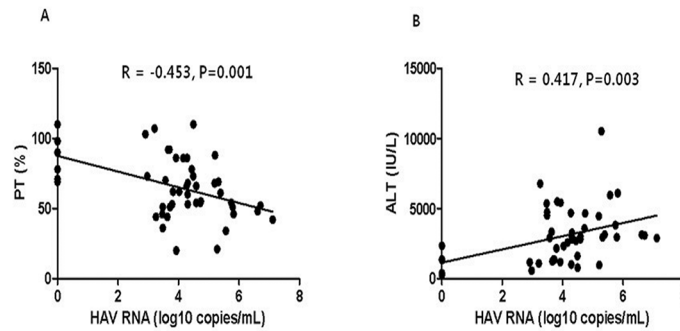 A
R = -0.453, P=0.001
150
100
50
0
PT (%)
0 2 4 6 8
HAV RNA (log10 copies/mL)
B
R = 0.417, P=0.003
15000
10000
5000
0
ALT (IU/L)
0 2 4 6 8
HAV RNA (log10 copies/mL)